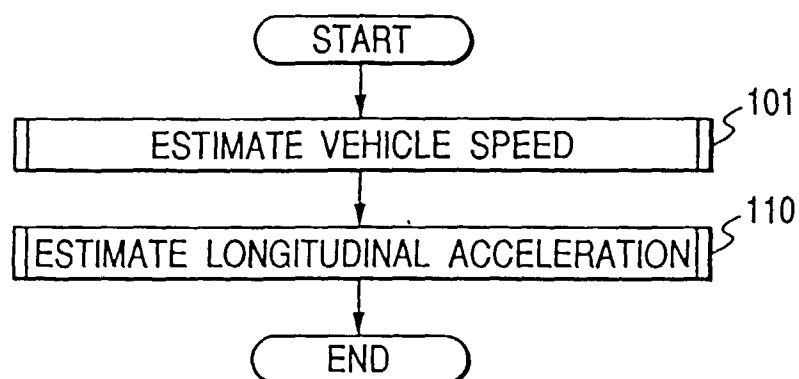 START
ESTIMATE VEHICLE SPEED
101
ESTIMATE LONGITUDINAL ACCELERATION
110
END